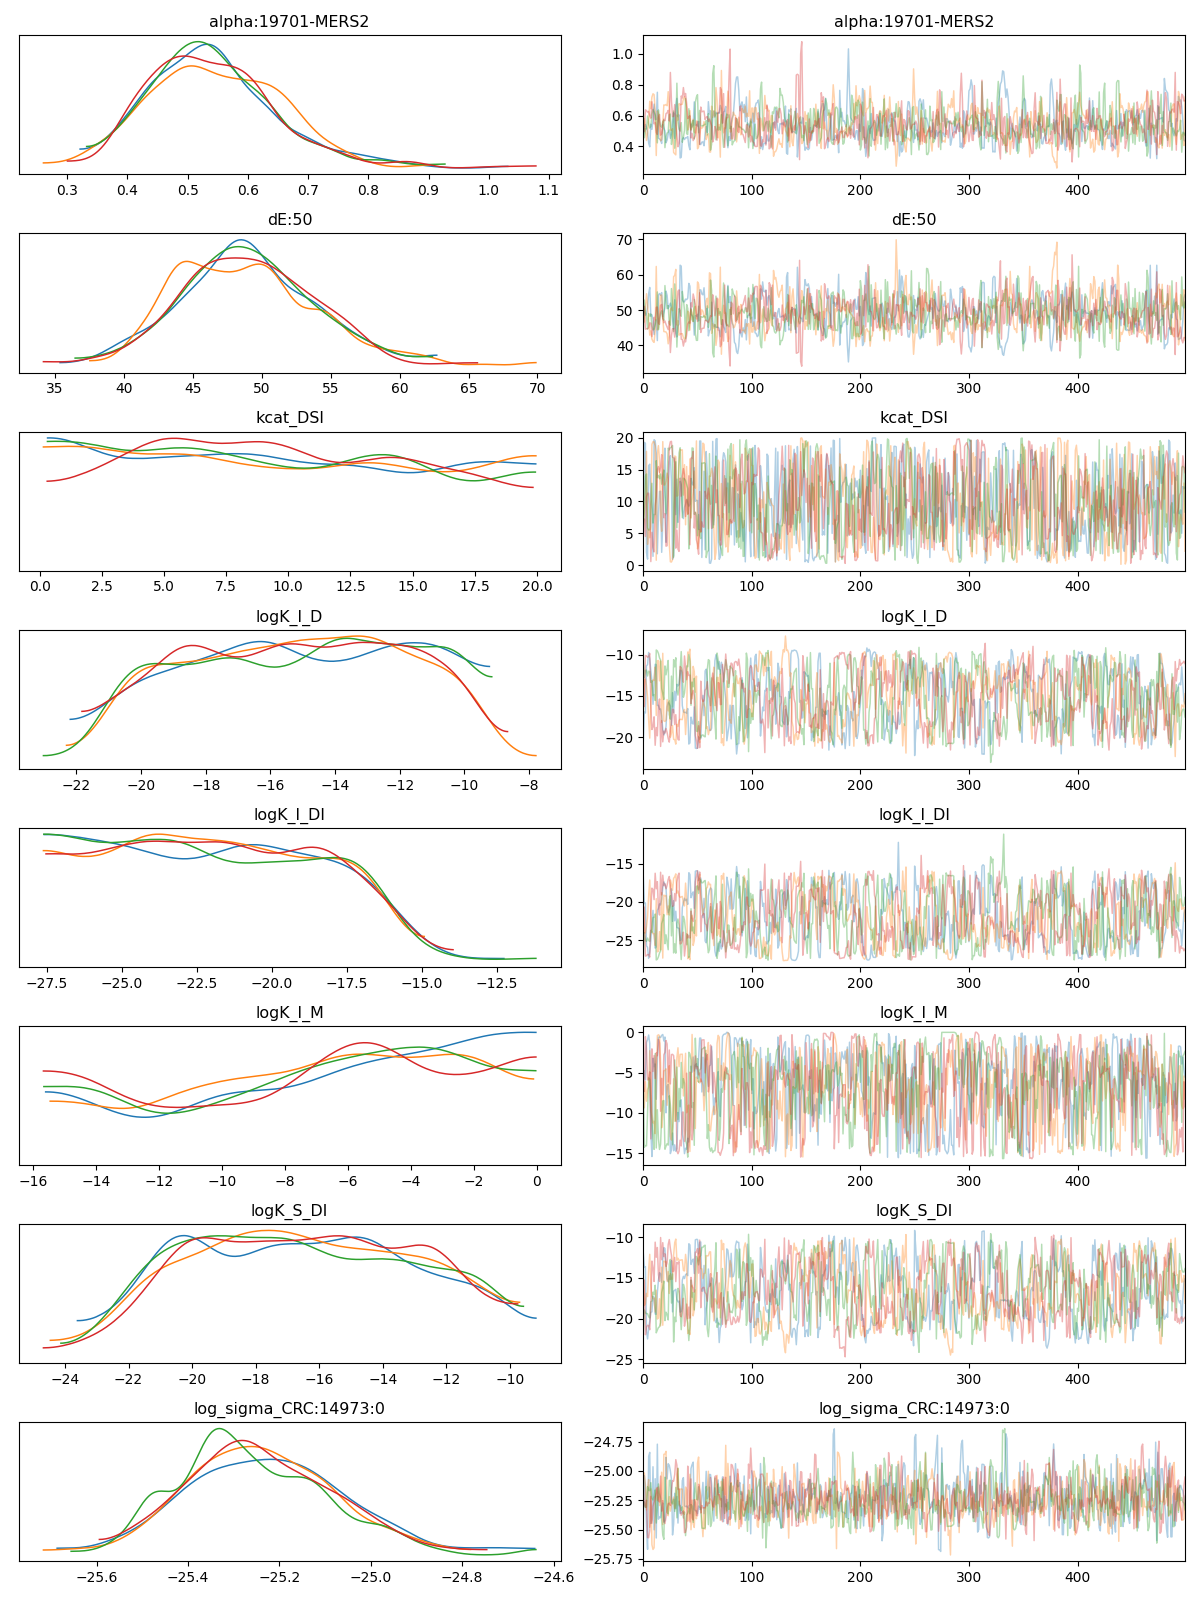 alpha:19701-MERS2 alpha:19701-MERS2
1.0
0.8
0.6
0.4
0.3 0.4 0.5 0.6 0.7 0.8 0.9 1.0 1.1 0 100 200 300 400
dE:50 dE:50
70
60
50
40
35 40 45 50 55 60 65 70 0 100 200 300 400
kcat_DSI kcat_DSI
20
15
10
5
0
0.0 2.5 5.0 7.5 10.0 12.5 15.0 17.5 20.0 0 100 200 300 400
logK_I_D logK_I_D
−10
−15
−20
−22 −20 −18 −16 −14 −12 −10 −8 0 100 200 300 400
logK_I_DI logK_I_DI
−15
−20
−25
−27.5 −25.0 −22.5 −20.0 −17.5 −15.0 −12.5 0 100 200 300 400
logK_I_M logK_I_M
0
−5
−10
−15
−16 −14 −12 −10 −8 −6 −4 −2 0 0 100 200 300 400
logK_S_DI logK_S_DI
−10
−15
−20
−25
−24 −22 −20 −18 −16 −14 −12 −10 0 100 200 300 400
log_sigma_CRC:14973:0 log_sigma_CRC:14973:0
−24.75
−25.00
−25.25
−25.50
−25.75
−25.6 −25.4 −25.2 −25.0 −24.8 −24.6 0 100 200 300 400